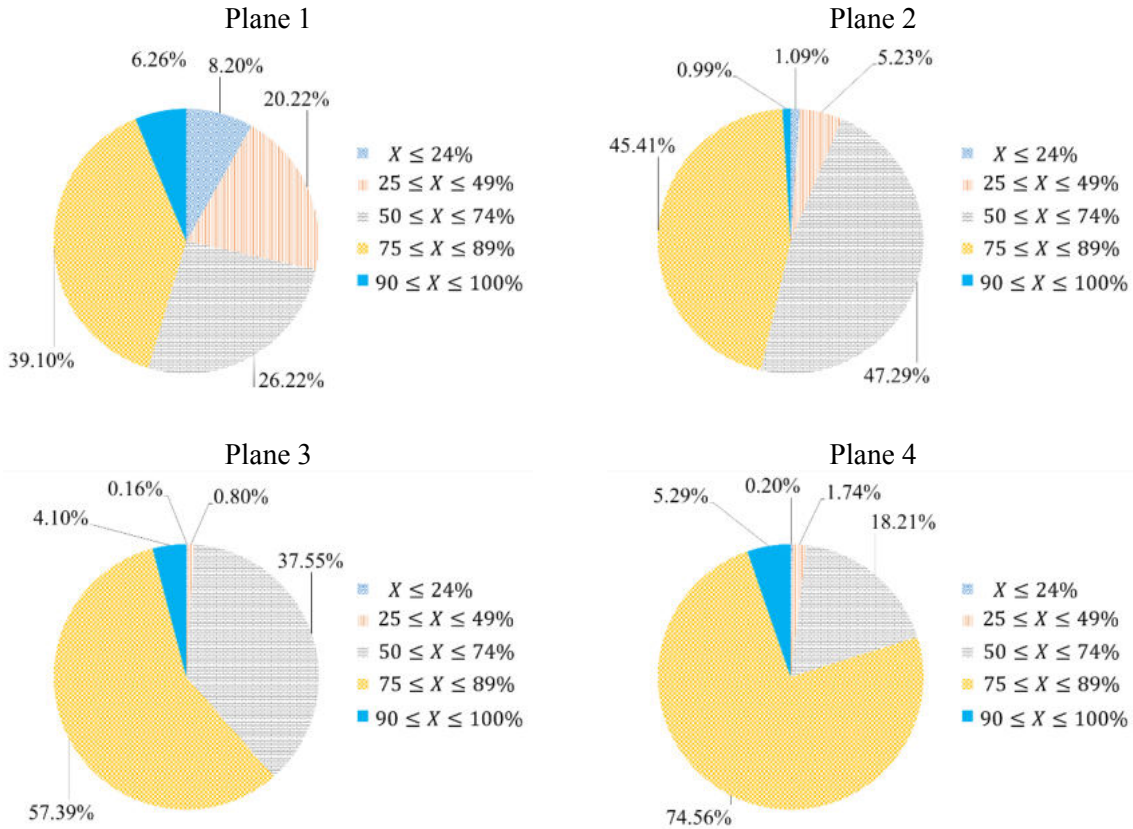 Plane 1
6.26%
8.20%
20.22%
39.10%
26.22%
X ≤ 24%
25 ≤ X ≤ 49%
50 ≤ X ≤ 74%
75 ≤ X ≤ 89%
90 ≤ X ≤ 100%
Plane 2
0.99%
1.09%
5.23%
45.41%
47.29%
X ≤ 24%
25 ≤ X ≤ 49%
50 ≤ X ≤ 74%
75 ≤ X ≤ 89%
90 ≤ X ≤ 100%
Plane 3
0.16%
0.80%
4.10%
37.55%
57.39%
X ≤ 24%
25 ≤ X ≤ 49%
50 ≤ X ≤ 74%
75 ≤ X ≤ 89%
90 ≤ X ≤ 100%
Plane 4
0.20%
1.74%
5.29%
18.21%
74.56%
X ≤ 24%
25 ≤ X ≤ 49%
50 ≤ X ≤ 74%
75 ≤ X ≤ 89%
90 ≤ X ≤ 100%